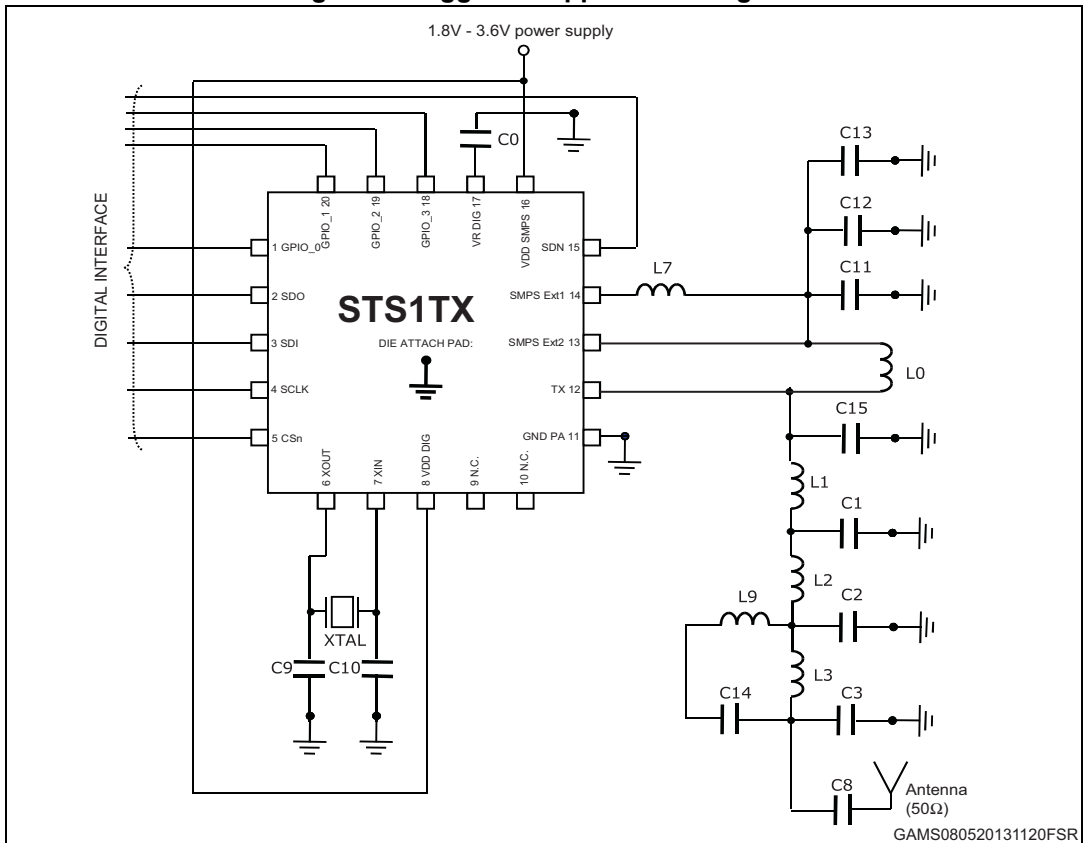 1.8V - 3.6V power supply
C0
C13
C12
C11
L7
L0
C15
L1
C1
L2
L9
C2
L3
C14
C3
C8
Antenna
(50Ω)
DIGITAL INTERFACE
GPIO_1 20
GPIO_2 19
GPIO_3 18
VR DIG 17
VDD SMPS 16
1 GPIO_0
2 SDO
3 SDI
4 SCLK
5 CSn
SDN 15
SMPS Ext1 14
SMPS Ext2 13
TX 12
GND PA 11
STS1TX
DIE ATTACH PAD:
6 XOUT
7 XIN
8 VDD DIG
9 N.C.
10 N.C.
XTAL
C9
C10
GAMS080520131120FSR